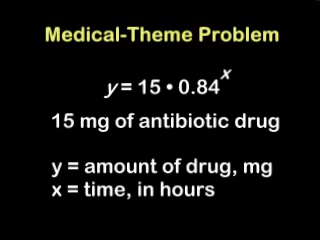 Medical-Theme Problem
y = 15 • 0.84^x
15 mg of antibiotic drug
y = amount of drug, mg
x = time, in hours